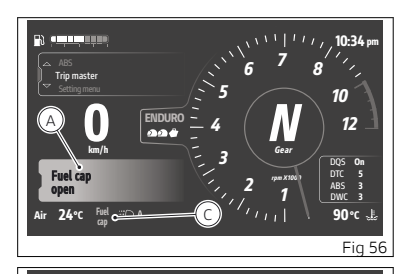 10:34 pm
ABS
Trip master
Setting menu
A
0
km/h
ENDURO
Fuel cap
open
Air 24°C
Fuel
cap
A
C
1
2
3
4
5
6
7
8
10
12
N
Gear
rpm X1000
DQS On
DTC 5
ABS 3
DWC 3
90°C
Fig 56